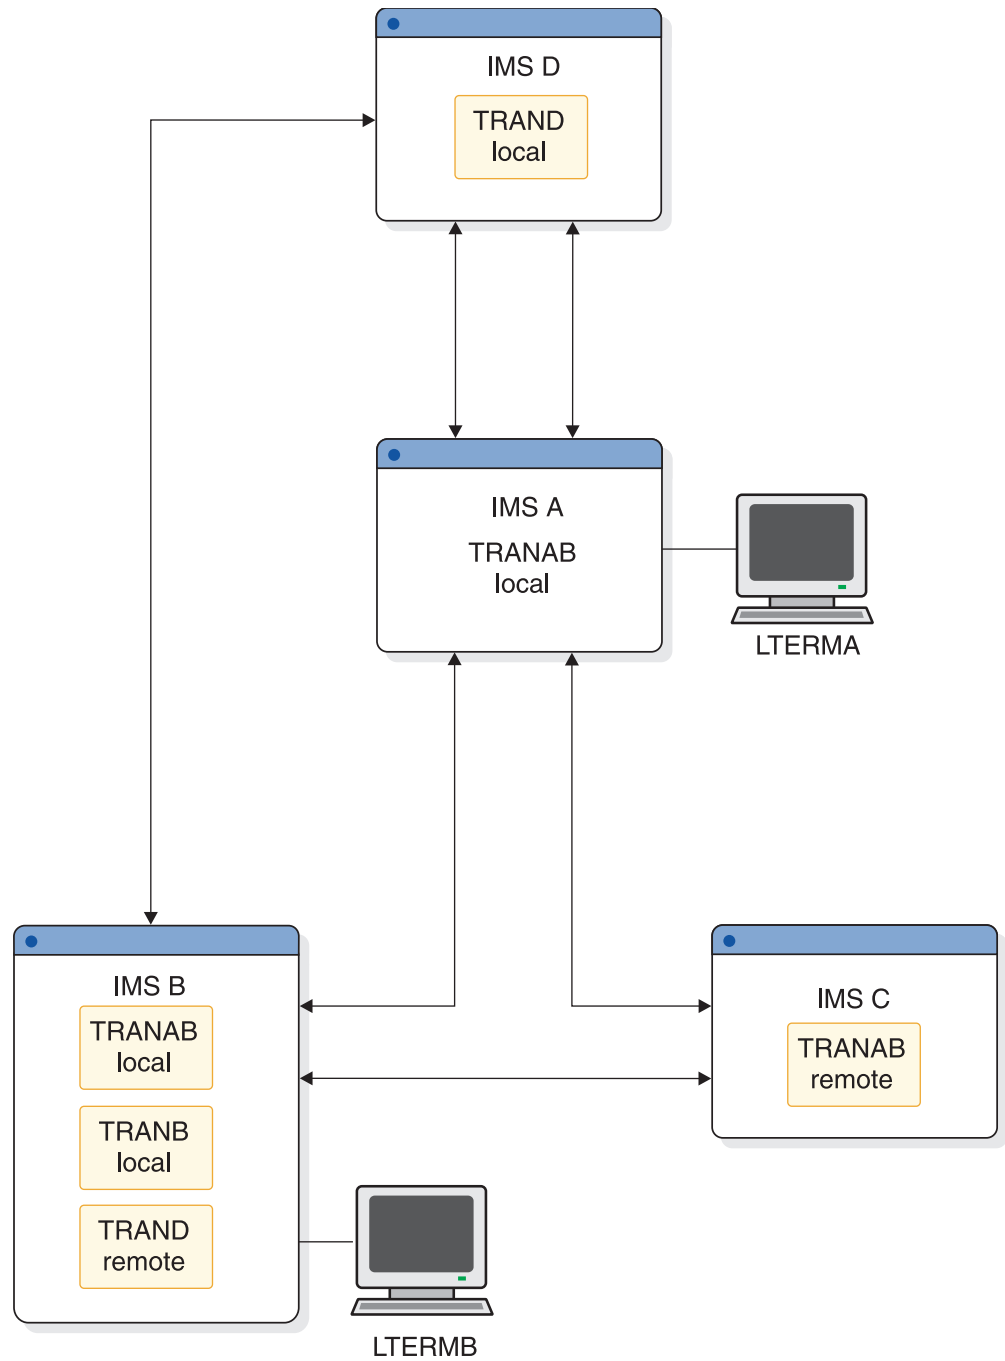 IMS D
TRAND
local
IMS A
TRANAB
local
LTERMA
IMS B
TRANAB
local
TRANB
local
TRAND
remote
LTERMB
IMS C
TRANAB
remote